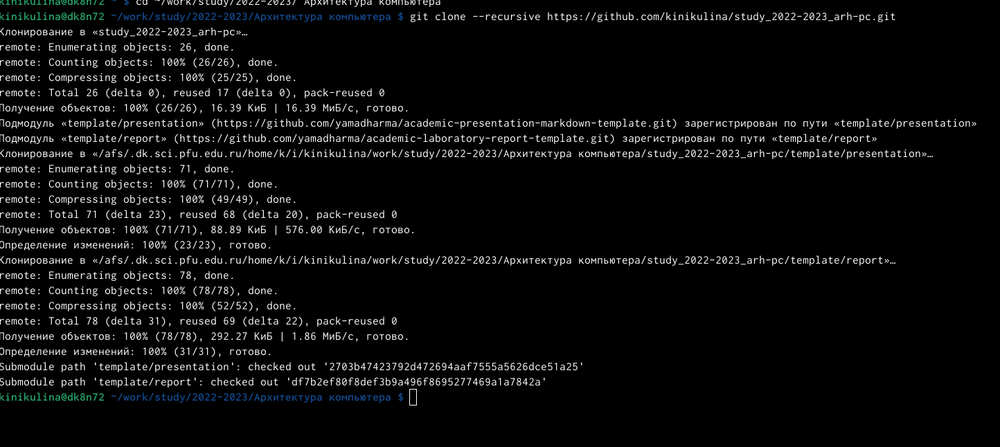 kinikulina@dk8n72 ~ $ cd ~/work/study/2022-2023/"Архитектура компьютера"
kinikulina@dk8n72 ~/work/study/2022-2023/Архитектура компьютера $ git clone --recursive https://github.com/kinikulina/study_2022-2023_arh-pc.git
Клонирование в «study_2022-2023_arh-pc»…
remote: Enumerating objects: 26, done.
remote: Counting objects: 100% (26/26), done.
remote: Compressing objects: 100% (25/25), done.
remote: Total 26 (delta 0), reused 17 (delta 0), pack-reused 0
Получение объектов: 100% (26/26), 16.39 КиБ | 16.39 МиБ/с, готово.
Подмодуль «template/presentation» (https://github.com/yamadharma/academic-presentation-markdown-template.git) зарегистрирован по пути «template/presentation»
Подмодуль «template/report» (https://github.com/yamadharma/academic-laboratory-report-template.git) зарегистрирован по пути «template/report»
Клонирование в «/afs/.dk.sci.pfu.edu.ru/home/k/i/kinikulina/work/study/2022-2023/Архитектура компьютера/study_2022-2023_arh-pc/template/presentation»…
remote: Enumerating objects: 71, done.
remote: Counting objects: 100% (71/71), done.
remote: Compressing objects: 100% (49/49), done.
remote: Total 71 (delta 23), reused 68 (delta 20), pack-reused 0
Получение объектов: 100% (71/71), 88.89 КиБ | 576.00 КиБ/с, готово.
Определение изменений: 100% (23/23), готово.
Клонирование в «/afs/.dk.sci.pfu.edu.ru/home/k/i/kinikulina/work/study/2022-2023/Архитектура компьютера/study_2022-2023_arh-pc/template/report»…
remote: Enumerating objects: 78, done.
remote: Counting objects: 100% (78/78), done.
remote: Compressing objects: 100% (52/52), done.
remote: Total 78 (delta 31), reused 69 (delta 22), pack-reused 0
Получение объектов: 100% (78/78), 292.27 КиБ | 1.86 МиБ/с, готово.
Определение изменений: 100% (31/31), готово.
Submodule path 'template/presentation': checked out '2703b47423792d472694aaf7555a5626dce51a25'
Submodule path 'template/report': checked out 'df7b2ef80f8def3b9a496f8695277469a1a7842a'
kinikulina@dk8n72 ~/work/study/2022-2023/Архитектура компьютера $